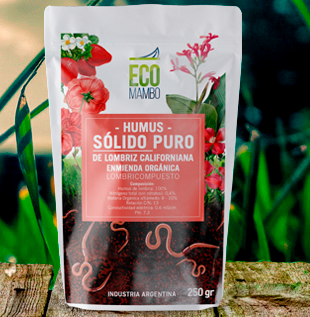 ECO
MAMBO
- HUMUS -
SÓLIDO PURO
DE LOMBRIZ CALIFORNIANA
ENMIENDA ORGÁNICA
LOMBRICOMPUESTO
Composición
Humus de lombriz: 100%
INDUSTRIA ARGENTINA
250 gr